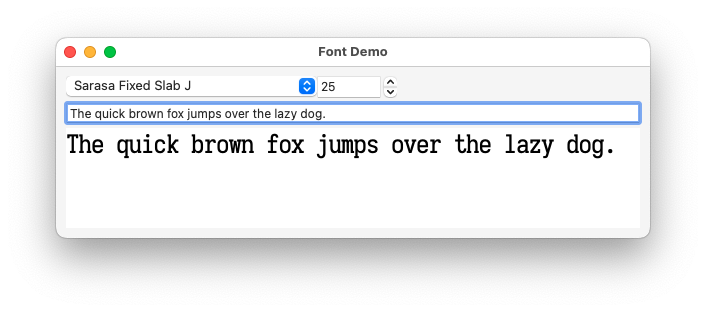 Font Demo
Sarasa Fixed Slab J 25
The quick brown fox jumps over the lazy dog.
The quick brown fox jumps over the lazy dog.